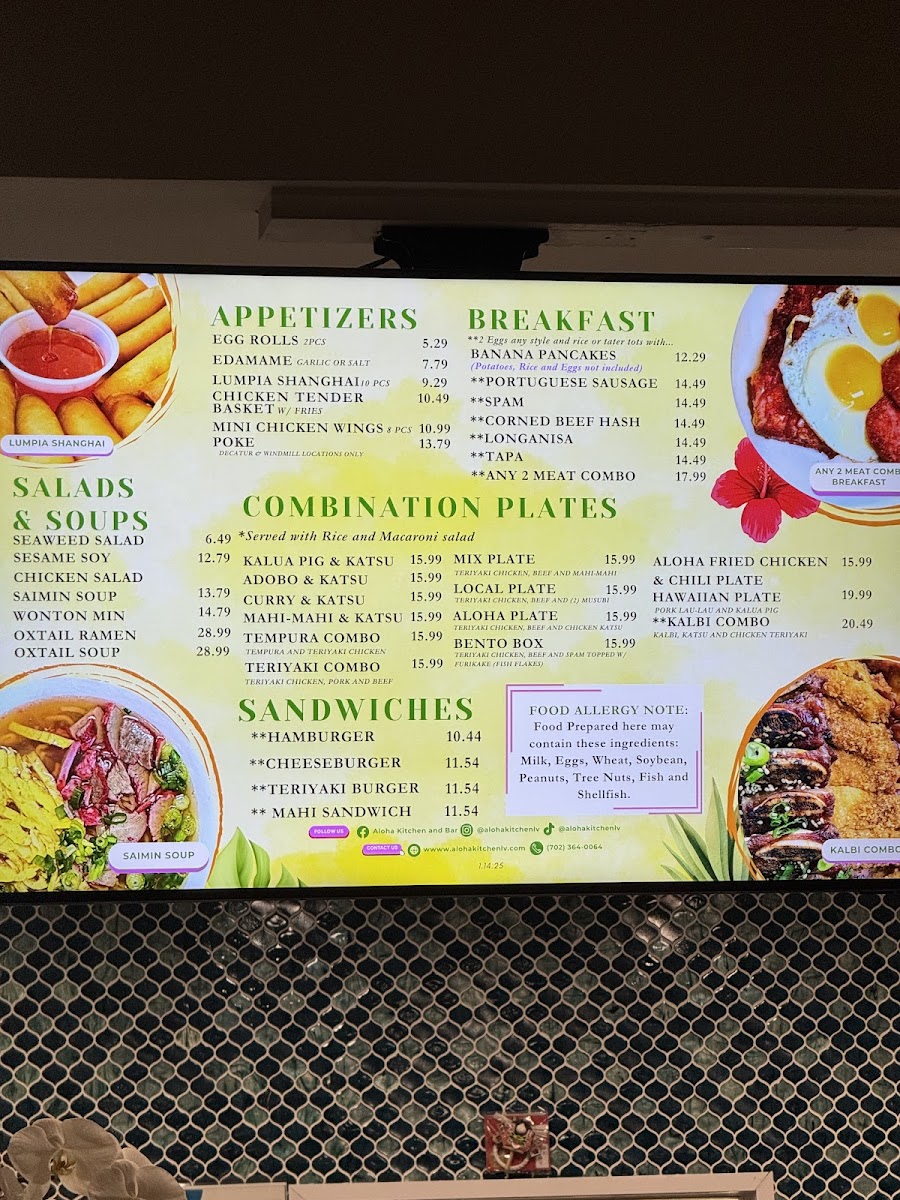 APPETIZERS
EGG ROLLS 2PCS 5.29
EDAMAME GARLIC OR SALT 7.79
LUMPIA SHANGHAI 10 PCS 9.29
CHICKEN TENDER 10.49
BASKET W/ FRIES
MINI CHICKEN WINGS 8 PCS 10.99
POKE 13.79
DECATUR & WINDMILL LOCATIONS ONLY
LUMPIA SHANGHAI
BREAKFAST
**2 Eggs any style and rice or tater tots with...
BANANA PANCAKES 12.29
(Potatoes, Rice and Eggs not included)
**PORTUGUESE SAUSAGE 14.49
**SPAM 14.49
**CORNED BEEF HASH 14.49
**LONGANISA 14.49
**TAPA 14.49
**ANY 2 MEAT COMBO 17.99
ANY 2 MEAT COMB
BREAKFAST
SALADS
& SOUPS
SEAWEED SALAD 6.49
SESAME SOY 12.79
CHICKEN SALAD
SAIMIN SOUP 13.79
WONTON MIN 14.79
OXTAIL RAMEN 28.99
OXTAIL SOUP 28.99
COMBINATION PLATES
*Served with Rice and Macaroni salad
KALUA PIG & KATSU 15.99
ADOBO & KATSU 15.99
CURRY & KATSU 15.99
MAHI-MAHI & KATSU 15.99
TEMPURA COMBO 15.99
TEMPURA AND TERIYAKI CHICKEN
TERIYAKI COMBO 15.99
TERIYAKI CHICKEN, PORK AND BEEF
MIX PLATE 15.99
TERIYAKI CHICKEN, BEEF AND MAHI-MAHI
LOCAL PLATE 15.99
TERIYAKI CHICKEN, BEEF AND (2) MUSUBI
ALOHA PLATE 15.99
TERIYAKI CHICKEN, BEEF AND CHICKEN KATSU
BENTO BOX 15.99
TERIYAKI CHICKEN, BEEF AND SPAM TOPPED W/
FURIKAKE (FISH FLAKES)
ALOHA FRIED CHICKEN 15.99
& CHILI PLATE
HAWAIIAN PLATE 19.99
PORK LAU-LAU AND KALUA PIG
**KALBI COMBO 20.49
KALBI, KATSU AND CHICKEN TERIYAKI
SANDWICHES
**HAMBURGER 10.44
**CHEESEBURGER 11.54
**TERIYAKI BURGER 11.54
** MAHI SANDWICH 11.54
FOOD ALLERGY NOTE:
Food Prepared here may
contain these ingredients:
Milk, Eggs, Wheat, Soybean,
Peanuts, Tree Nuts, Fish and
Shellfish.
SAIMIN SOUP
KALBI COMBO
FOLLOW US Aloha Kitchen and Bar @alohakitchenlv @alohakitchenlv
CONTACT US wwww.alohakitchenlv.com (702) 364-0064
1.14.25